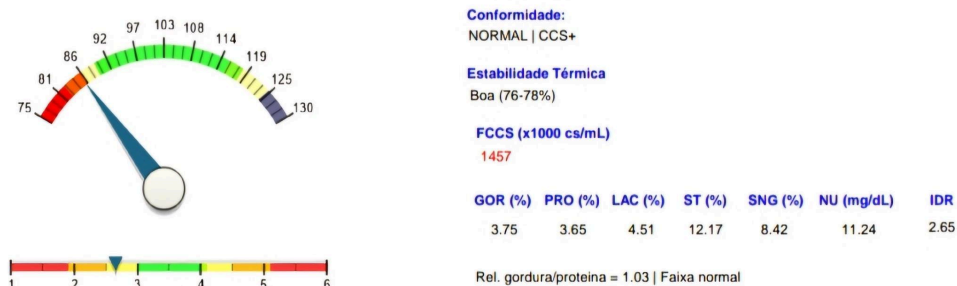 75 81 86 92 97 103 108 114 119 125 130
1 2 3 4 5 6
Conformidade:
NORMAL | CCS+
Estabilidade Térmica
Boa (76-78%)
FCCS (x1000 cs/mL)
1457
GOR (%) PRO (%) LAC (%) ST (%) SNG (%) NU (mg/dL) IDR
3.75 3.65 4.51 12.17 8.42 11.24 2.65
Rel. gordura/proteina = 1.03 | Faixa normal